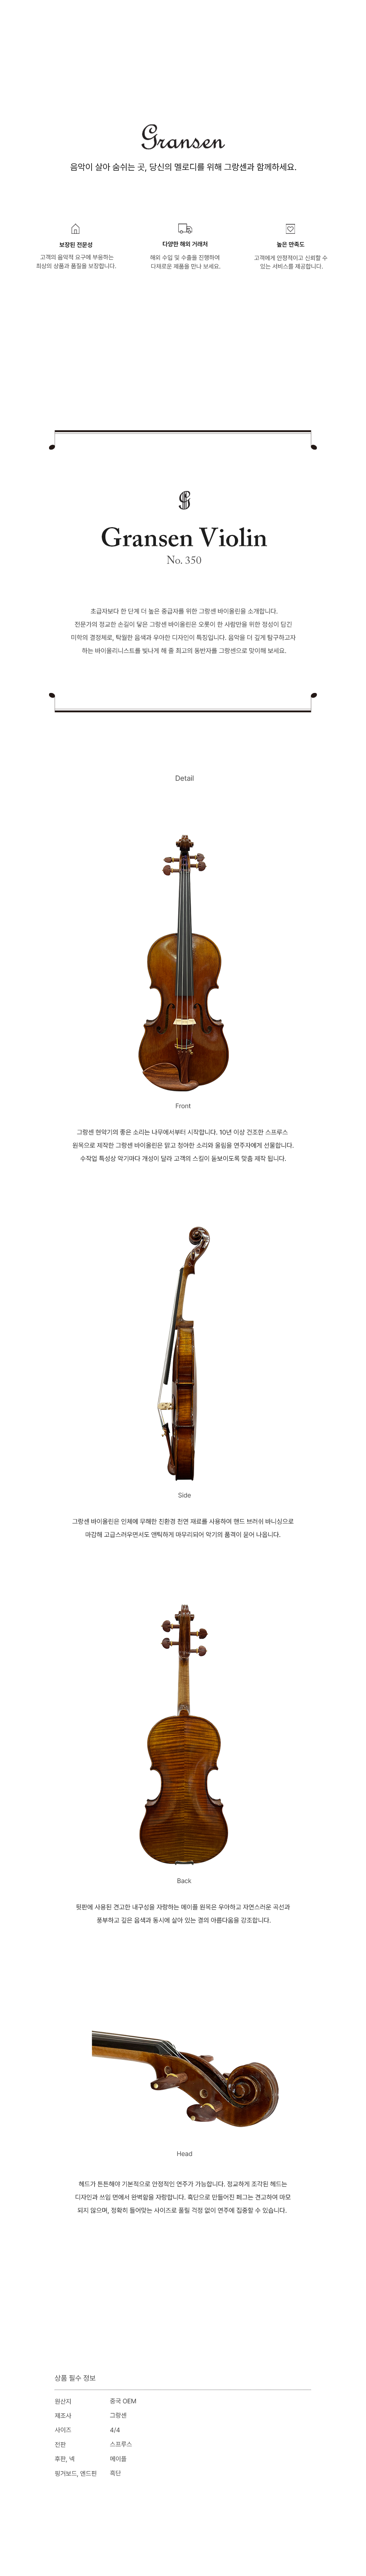 Gransen
음악이 살아 숨쉬는 곳, 당신의 멜로디를 위해 그랑센과 함께하세요.
보장된 전문성
고객의 음악적 요구에 부응하는
최상의 상품과 품질을 보장합니다.
다양한 해외 거래처
해외 수입 및 수출을 진행하여
다채로운 제품을 만나 보세요.
높은 만족도
고객에게 안정적이고 신뢰할 수
있는 서비스를 제공합니다.
Gransen Violin
No. 350
초급자보다 한 단계 더 높은 중급자를 위한 그랑센 바이올린을 소개합니다.
전문가의 정교한 손길이 닿은 그랑센 바이올린은 오롯이 한 사람만을 위한 정성이 담긴
미학의 결정체로, 탁월한 음색과 우아한 디자인이 특징입니다. 음악을 더 깊게 탐구하고자
하는 바이올리니스트를 빛나게 해 줄 최고의 동반자를 그랑센으로 맞이해 보세요.
Detail
Front
그랑센 현악기의 좋은 소리는 나무에서부터 시작합니다. 10년 이상 건조한 스프루스
원목으로 제작한 그랑센 바이올린은 맑고 청아한 소리와 울림을 연주자에게 선물합니다.
수작업 특성상 악기마다 개성이 달라 고객의 스킬이 돋보이도록 맞춤 제작 됩니다.
Side
그랑센 바이올린은 인체에 무해한 친환경 천연 재료를 사용하여 핸드 브러쉬 바니싱으로
마감해 고급스러우면서도 앤틱하게 마무리되어 악기의 품격이 묻어 나옵니다.
Back
뒷판에 사용된 견고한 내구성을 자랑하는 메이플 원목은 우아하고 자연스러운 곡선과
풍부하고 깊은 음색과 동시에 살아 있는 결의 아름다움을 강조합니다.
Head
헤드가 튼튼해야 기본적으로 안정적인 연주가 가능합니다. 정교하게 조각된 헤드는
디자인과 쓰임 면에서 완벽함을 자랑합니다. 흑단으로 만들어진 페그는 견고하여 마모
되지 않으며, 정확히 들어맞는 사이즈로 풀릴 걱정 없이 연주에 집중할 수 있습니다.
상품 필수 정보
원산지 중국 OEM
제조사 그랑센
사이즈 4/4
전판 스프루스
후판, 넥 메이플
핑거보드, 엔드핀 흑단